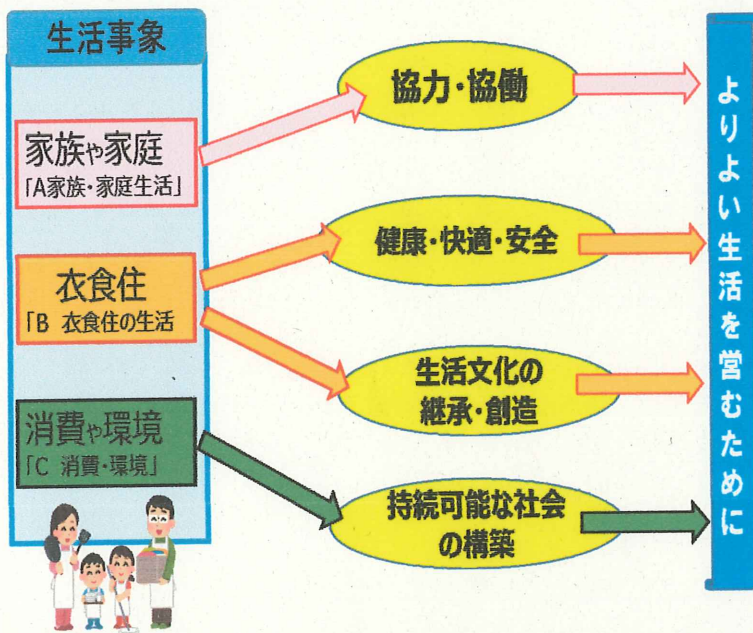 生活事象
家族や家庭
「A家族・家庭生活」
衣食住
「B 衣食住の生活
消費や環境
「C 消費・環境」
協力・協働
健康・快適・安全
生活文化の
継承・創造
持続可能な社会
の構築
よりよい生活を営むために